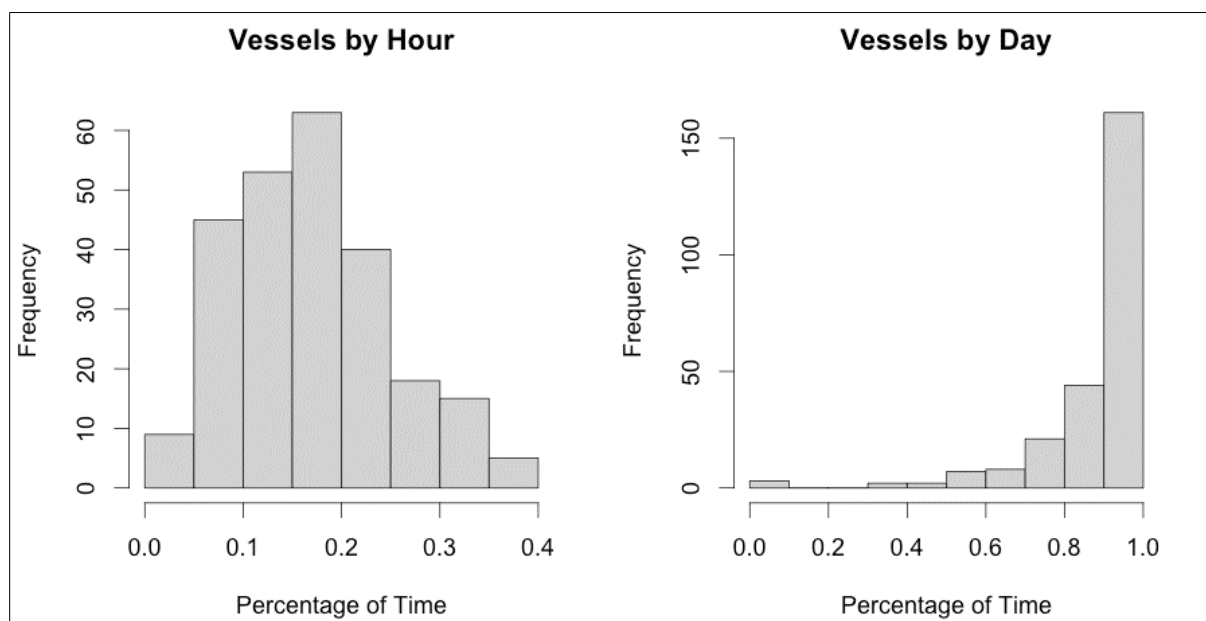 Vessels by Hour
Frequency
60
50
40
30
20
10
0
0.0 0.1 0.2 0.3 0.4
Percentage of Time
Vessels by Day
Frequency
150
100
50
0
0.0 0.2 0.4 0.6 0.8 1.0
Percentage of Time